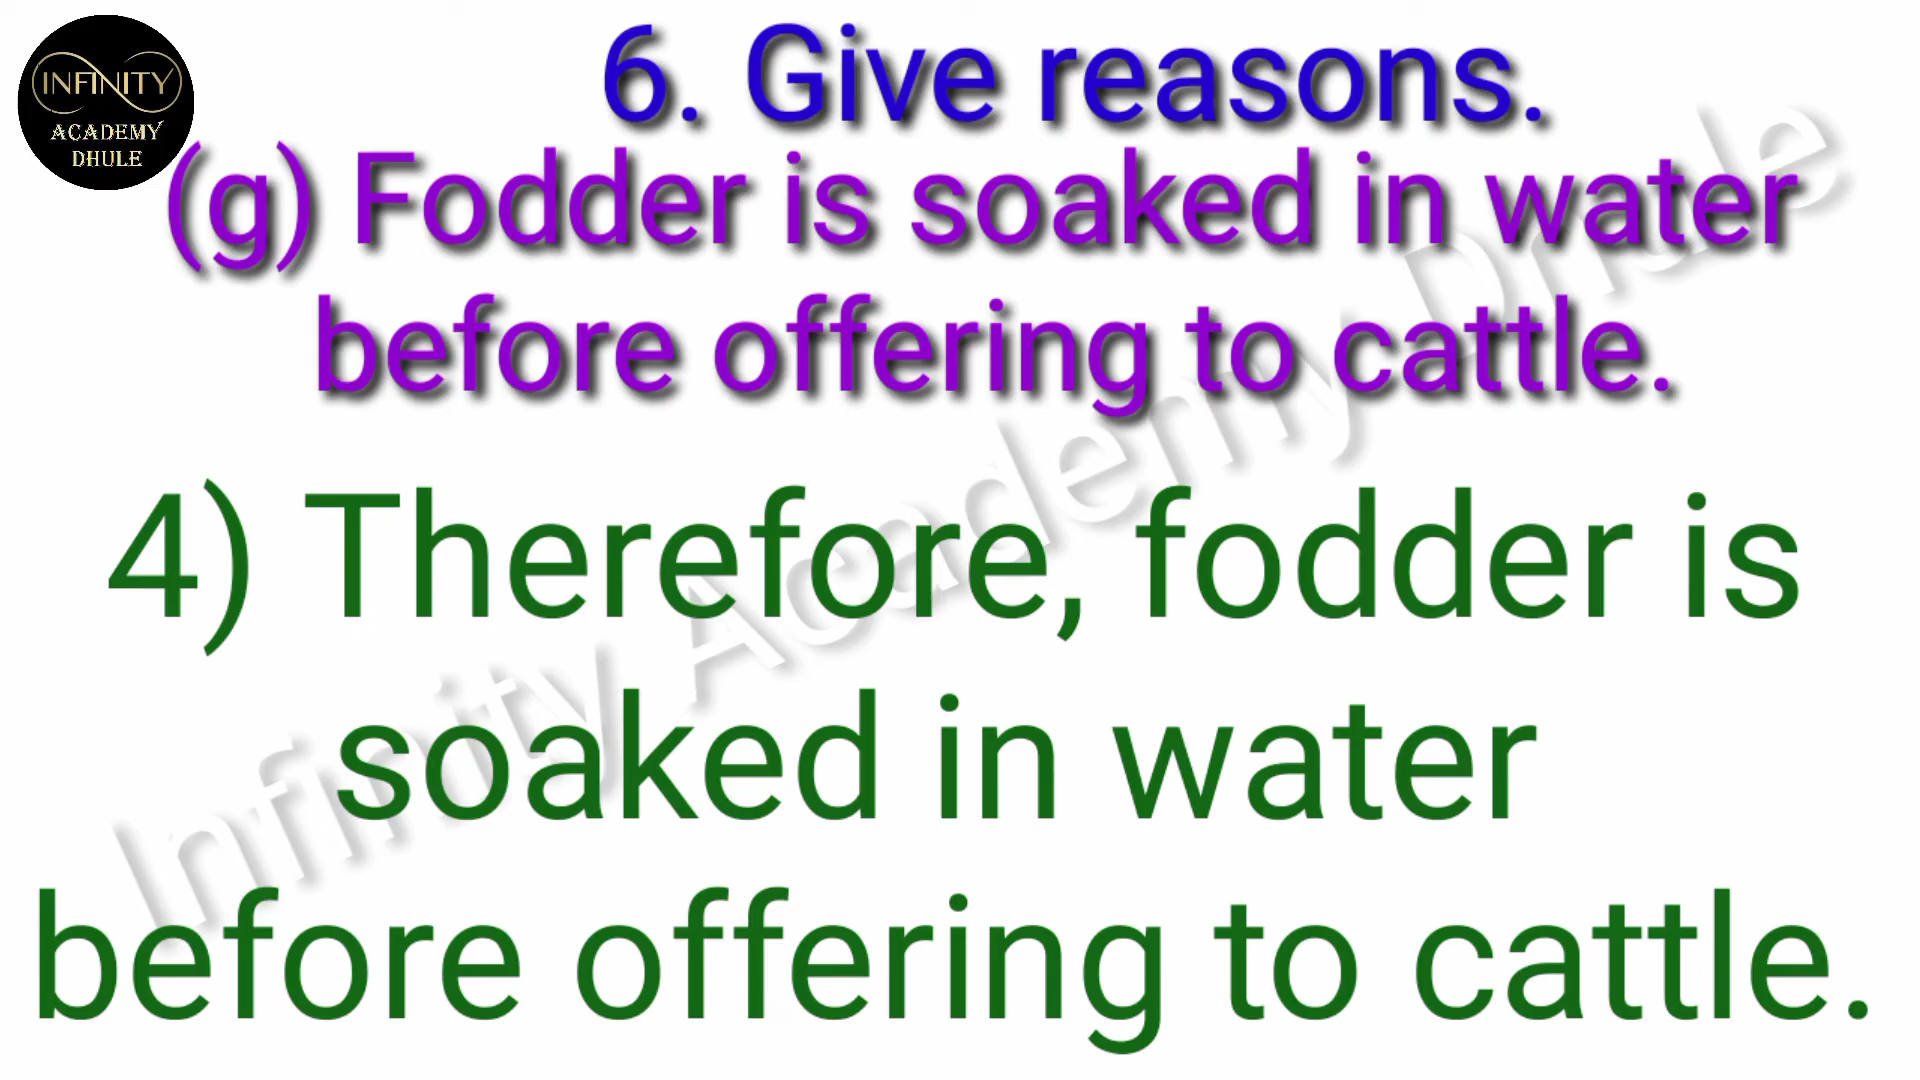 INFINITY
ACADEMY
DHULE
6. Give reasons.
(g) Fodder is soaked in water
before offering to cattle.
4) Therefore, fodder is
soaked in water
before offering to cattle.
Infinity Academy Dhule